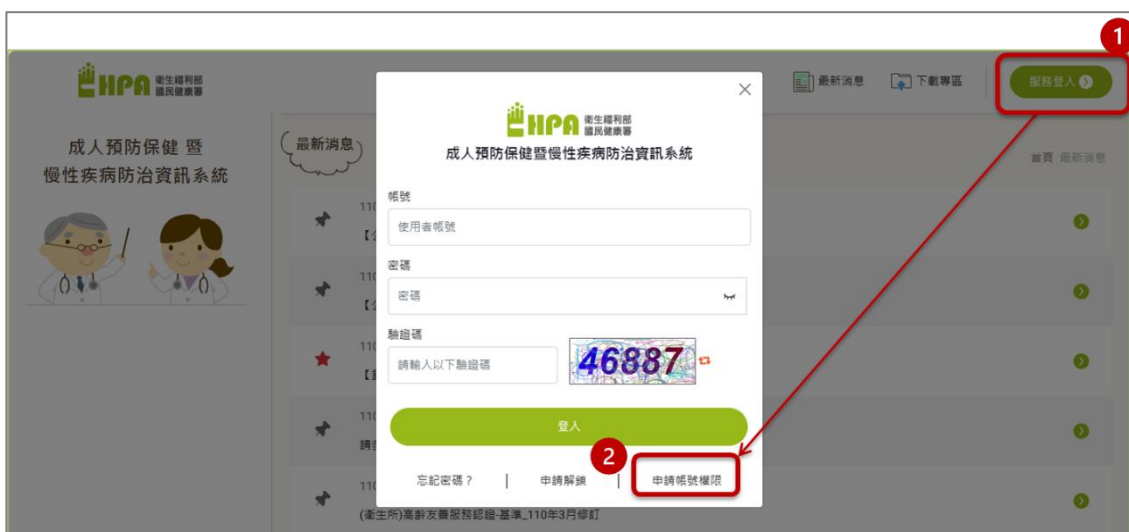 1
HPA 衛生福利部
國民健康署
最新消息
下載專區
服務登入
成人預防保健 暨
慢性疾病防治資訊系統
最新消息
首頁 最新消息
HPA 衛生福利部
國民健康署
成人預防保健暨慢性疾病防治資訊系統
帳號
使用者帳號
密碼
密碼
驗證碼
請輸入以下驗證碼
46887
登入
2
忘記密碼？ | 申請解鎖 | 申請帳號權限
110
【
110
【
110
【
110
110
(衛生所)高齡友善服務認證-基準_110年3月修訂